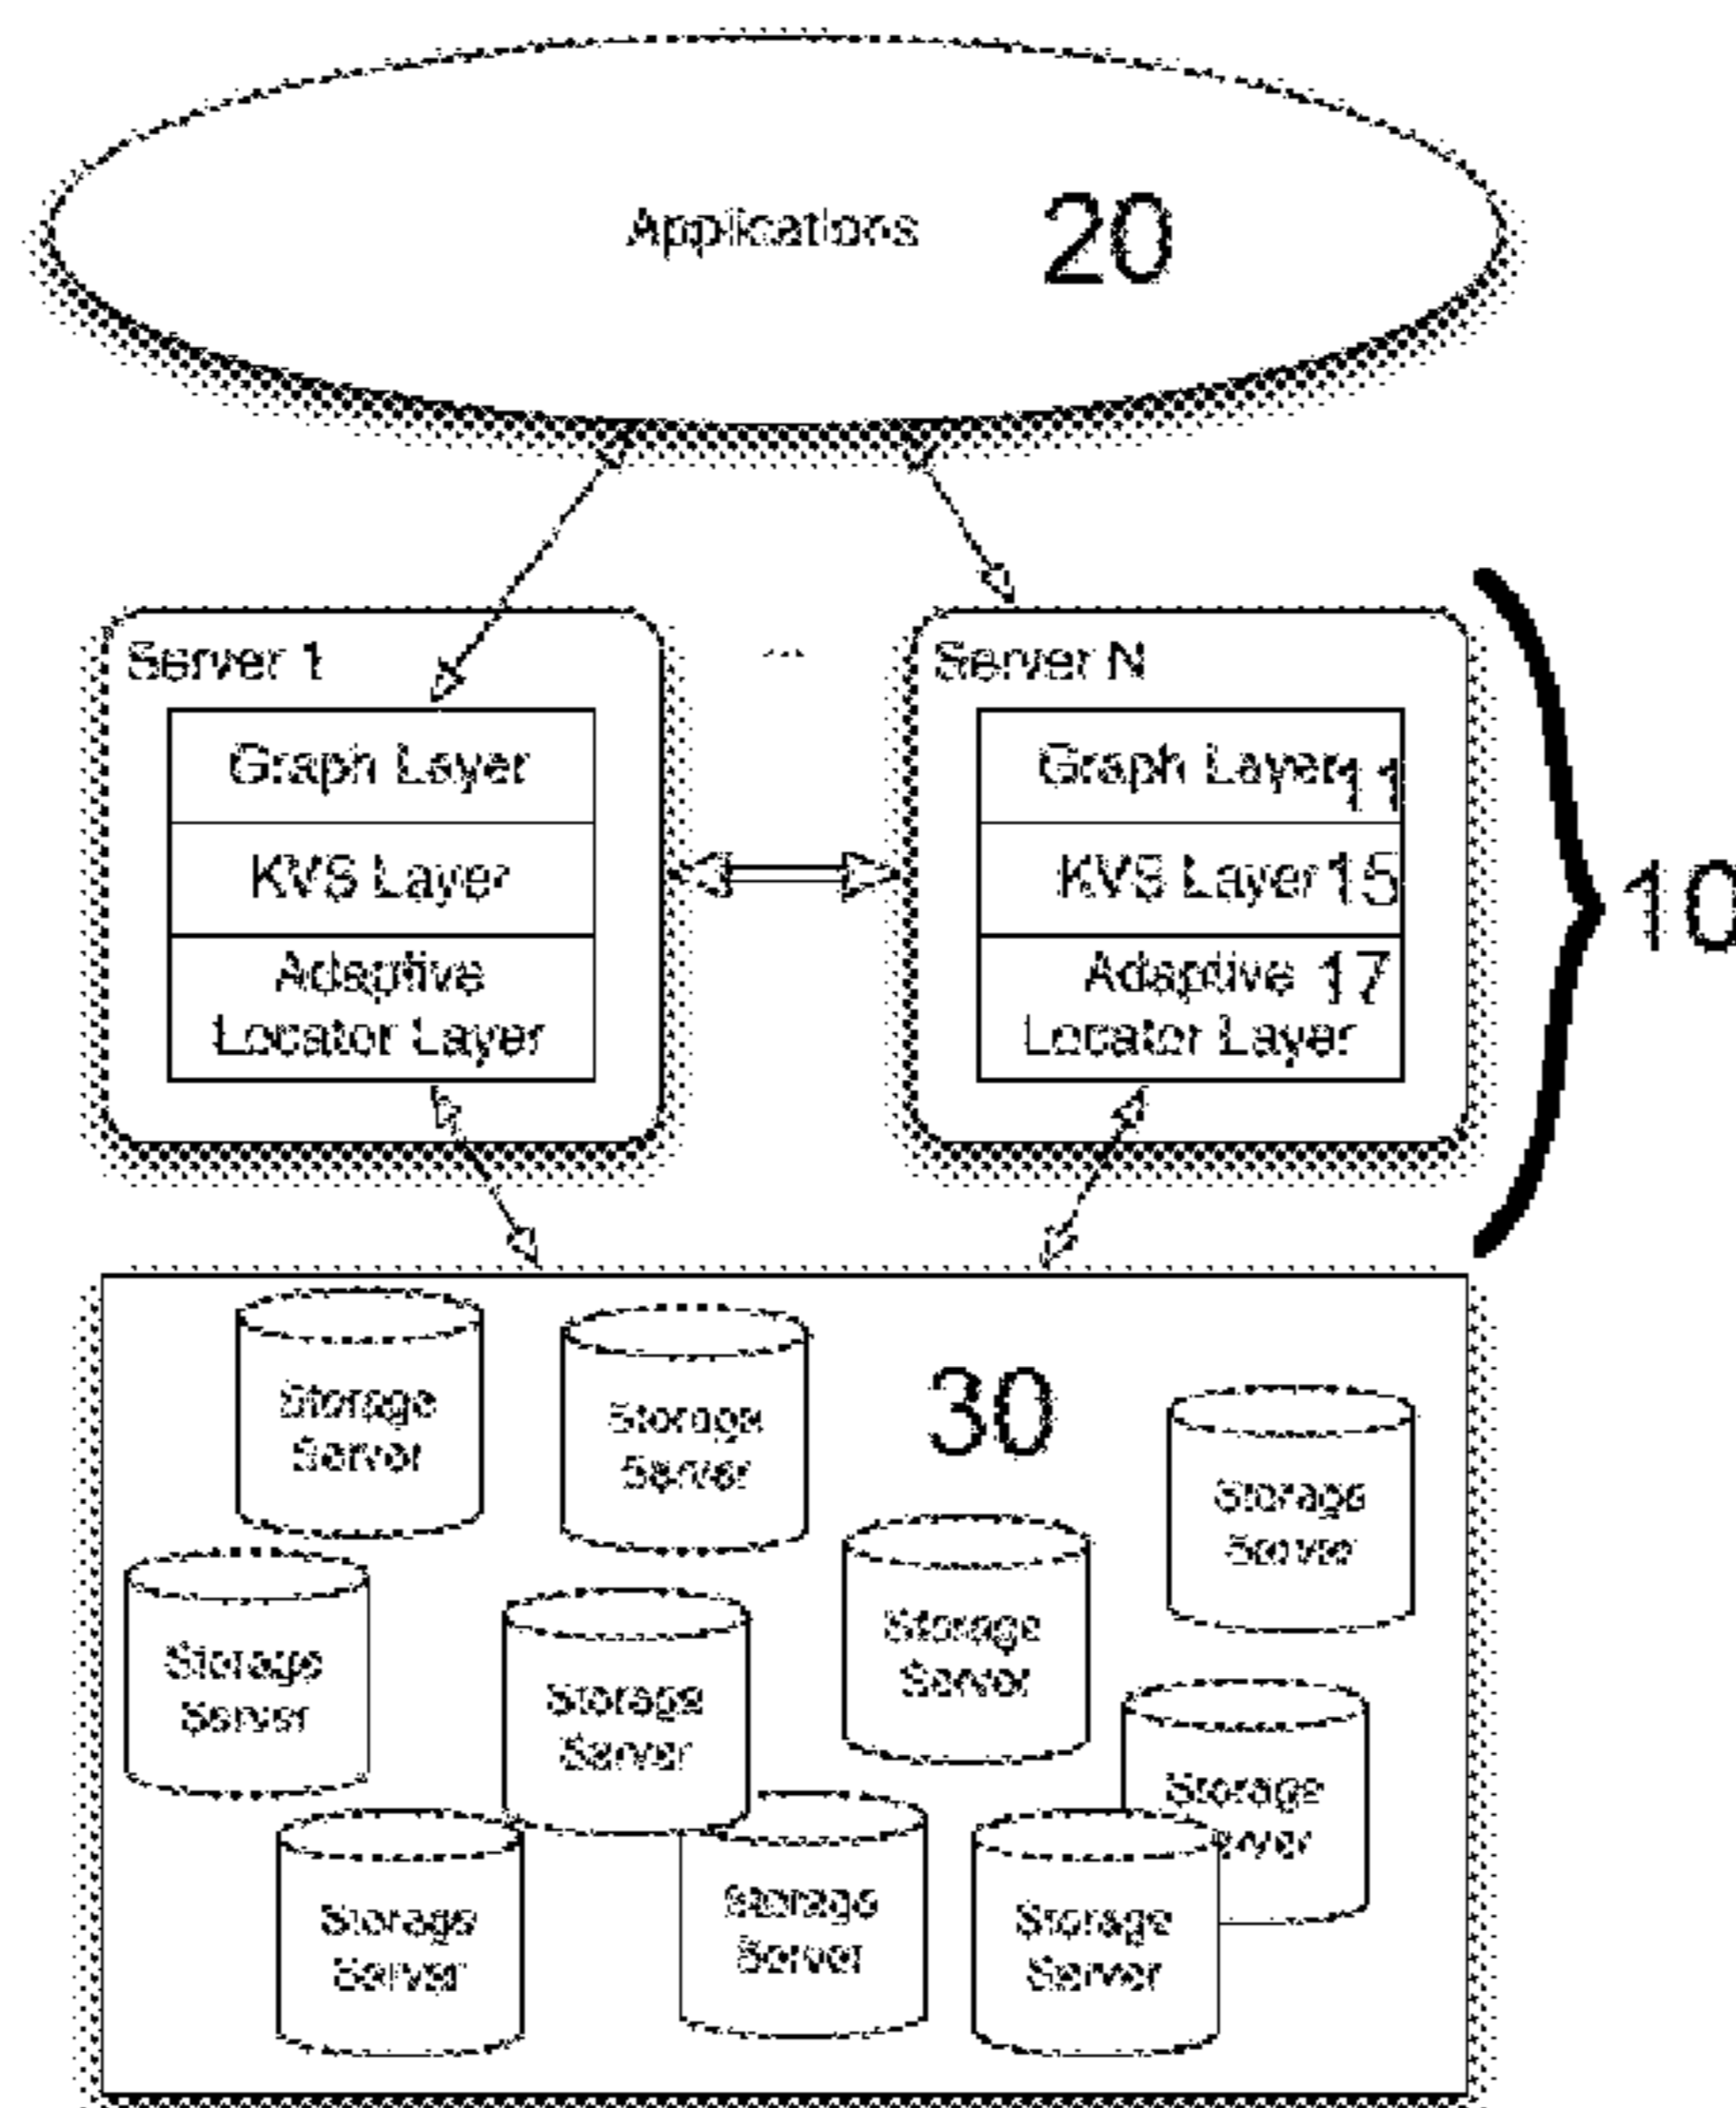 Applications 20
Server 1
...
Server N
Graph Layer
Graph Layer 11
KVS Layer
KVS Layer 15
10
Adaptive
Locator Layer
Adaptive 17
Locator Layer
30
Storage
Server
Storage
Server
Storage
Server
Storage
Server
Storage
Server
Storage
Server
Storage
erver
Storage
Server
Storage
Server
Storage
Server